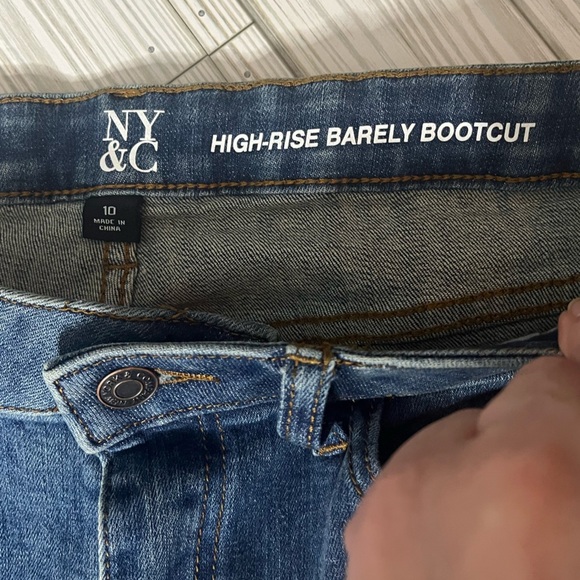 NY
&C
HIGH-RISE BARELY BOOTCUT
10
MADE IN
CHINA